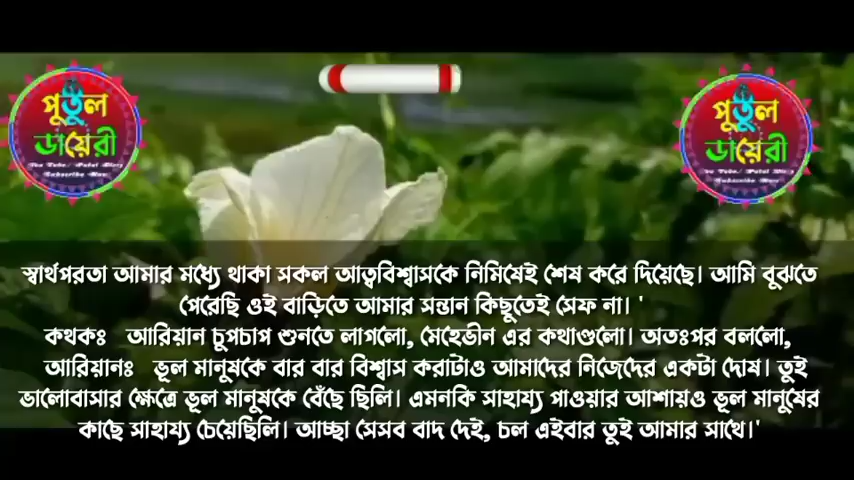 পুতুল
ডায়েরী
পুতুল
ডায়েরী
স্বার্থপরতা আমার মধ্যে থাকা সকল আত্ববিশ্বাসকে নিমিষেই শেষ করে দিয়েছে। আমি বুঝতে
পেরেছি ওই বাড়িতে আমার সন্তান কিছুতেই সেফ না। '
কথকঃ আরিয়ান চুপচাপ শুনতে লাগলো, মেহেভীন এর কথাগুলো। অতঃপর বললো,
আরিয়ানঃ ভূল মানুষকে বার বার বিশ্বাস করাটাও আমাদের নিজেদের একটা দোষ। তুই
ভালোবাসার ক্ষেত্রে ভূল মানুষকে বেঁছে ছিলি। এমনকি সাহায্য পাওয়ার আশায়ও ভূল মানুষের
কাছে সাহায্য চেয়েছিলি। আচ্ছা সেসব বাদ দেই, চল এইবার তুই আমার সাথে।'